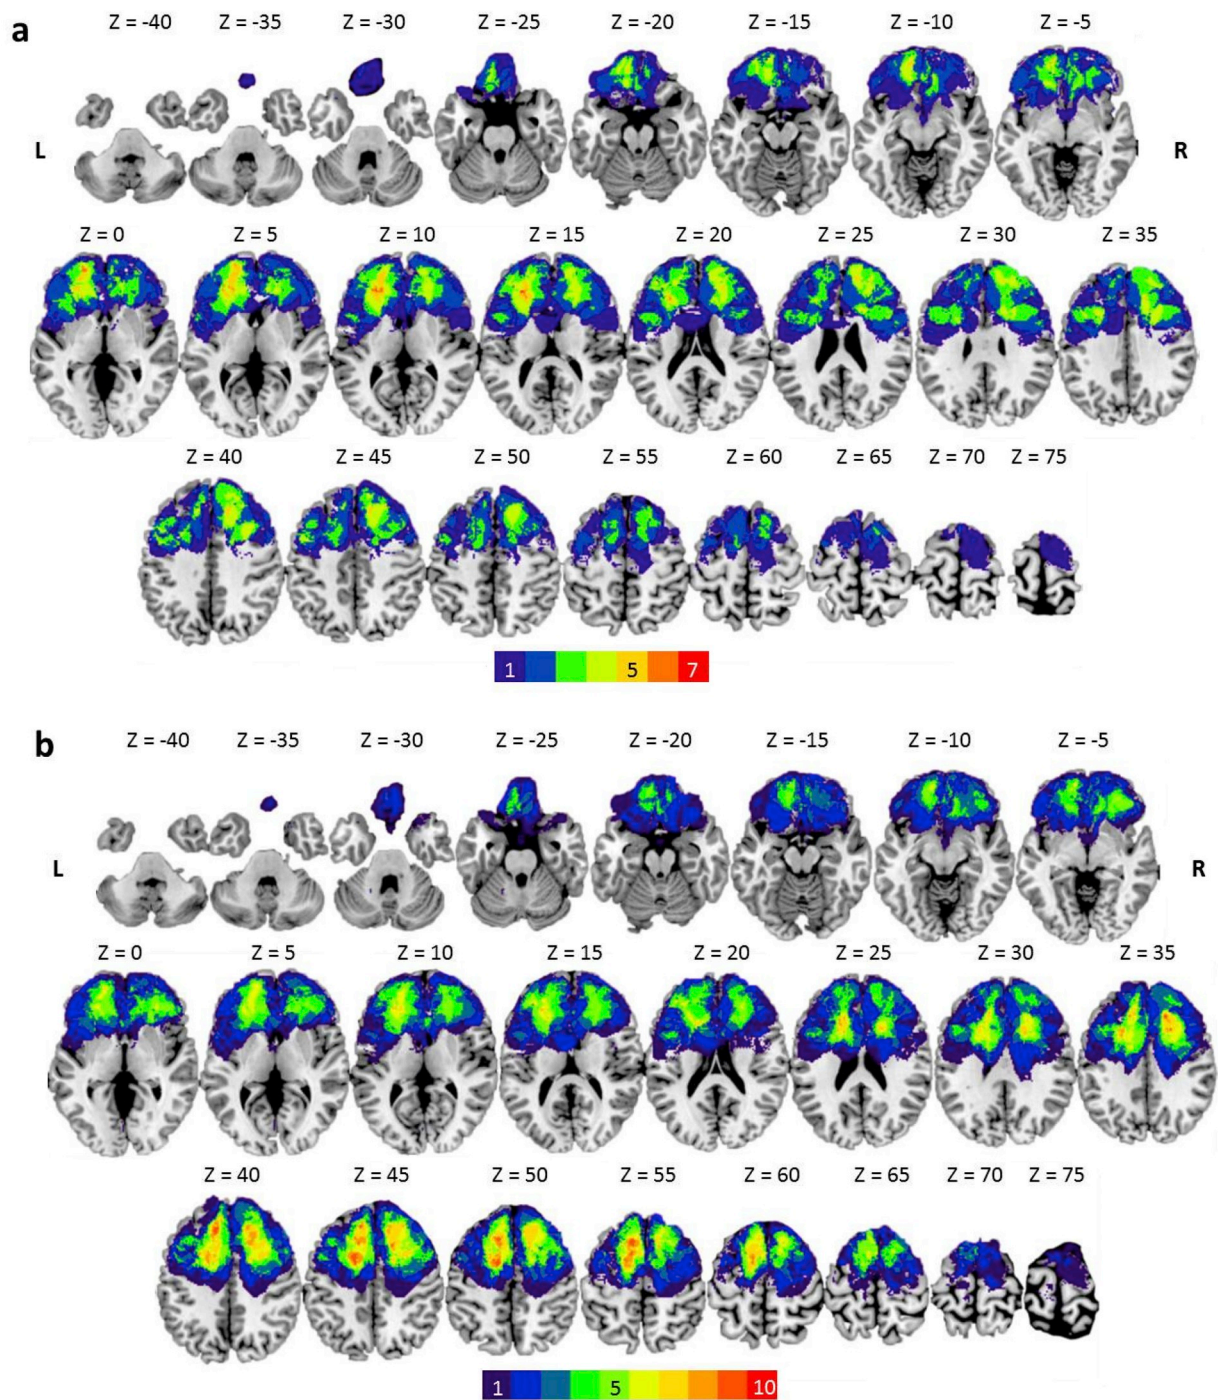 a
Z = -40 Z = -35 Z = -30 Z = -25 Z = -20 Z = -15 Z = -10 Z = -5
L R
Z = 0 Z = 5 Z = 10 Z = 15 Z = 20 Z = 25 Z = 30 Z = 35
Z = 40 Z = 45 Z = 50 Z = 55 Z = 60 Z = 65 Z = 70 Z = 75
1 5 7
b
Z = -40 Z = -35 Z = -30 Z = -25 Z = -20 Z = -15 Z = -10 Z = -5
L R
Z = 0 Z = 5 Z = 10 Z = 15 Z = 20 Z = 25 Z = 30 Z = 35
Z = 40 Z = 45 Z = 50 Z = 55 Z = 60 Z = 65 Z = 70 Z = 75
1 5 10